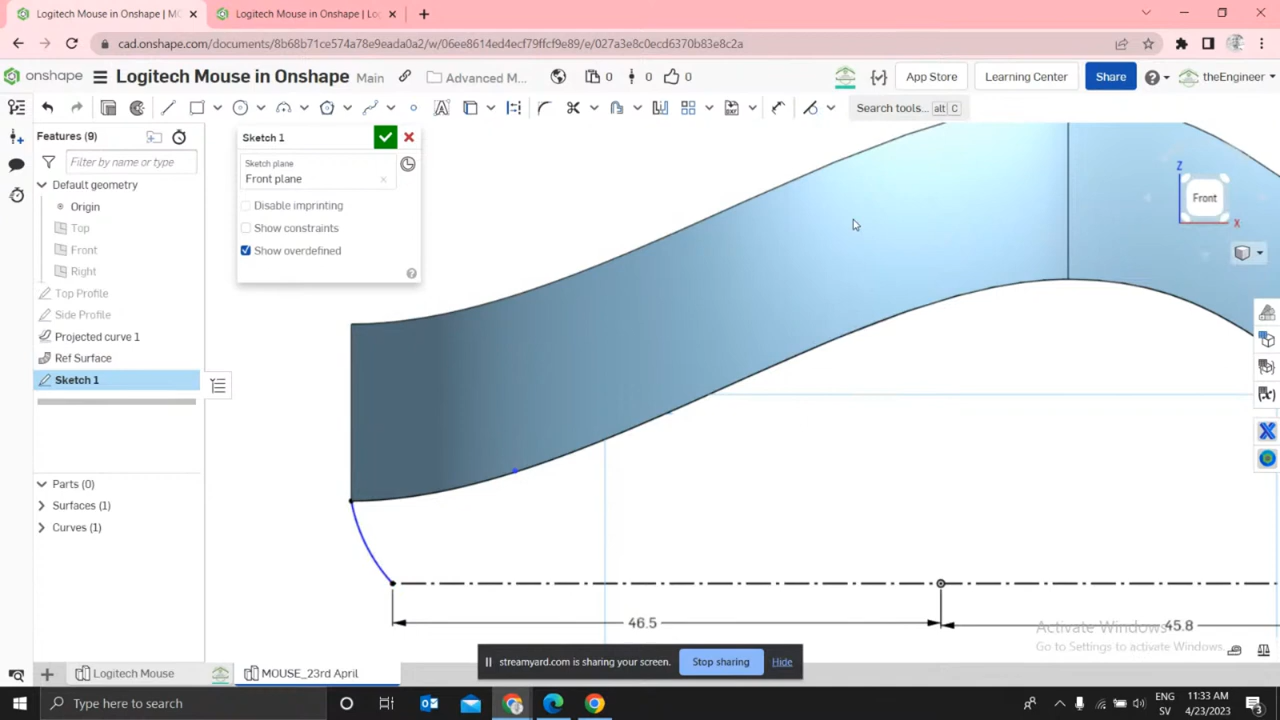 Logitech Mouse in Onshape | MO
Logitech Mouse in Onshape | Log
cad.onshape.com/documents/8b68b71ce574a78e9eada0a2/w/06ee8614ed4ecf79ffcf9e89/e/027a3e8c0ecd6370b83e8c2a
onshape
Logitech Mouse in Onshape Main
Advanced M...
0
0
0
App Store
Learning Center
Share
theEngineer
Search tools... alt C
Features (9)
Filter by name or type
Default geometry
Origin
Top
Front
Right
Top Profile
Side Profile
Projected curve 1
Ref Surface
Sketch 1
Parts (0)
Surfaces (1)
Curves (1)
Sketch 1
Sketch plane
Front plane
Disable imprinting
Show constraints
Show overdefined
Z
Front
X
46.5
45.8
Activate Windows
Go to Settings to activate Windows.
streamyard.com is sharing your screen.
Stop sharing
Hide
Logitech Mouse
MOUSE_23rd April
Type here to search
ENG
SV
11:33 AM
4/23/2023
3